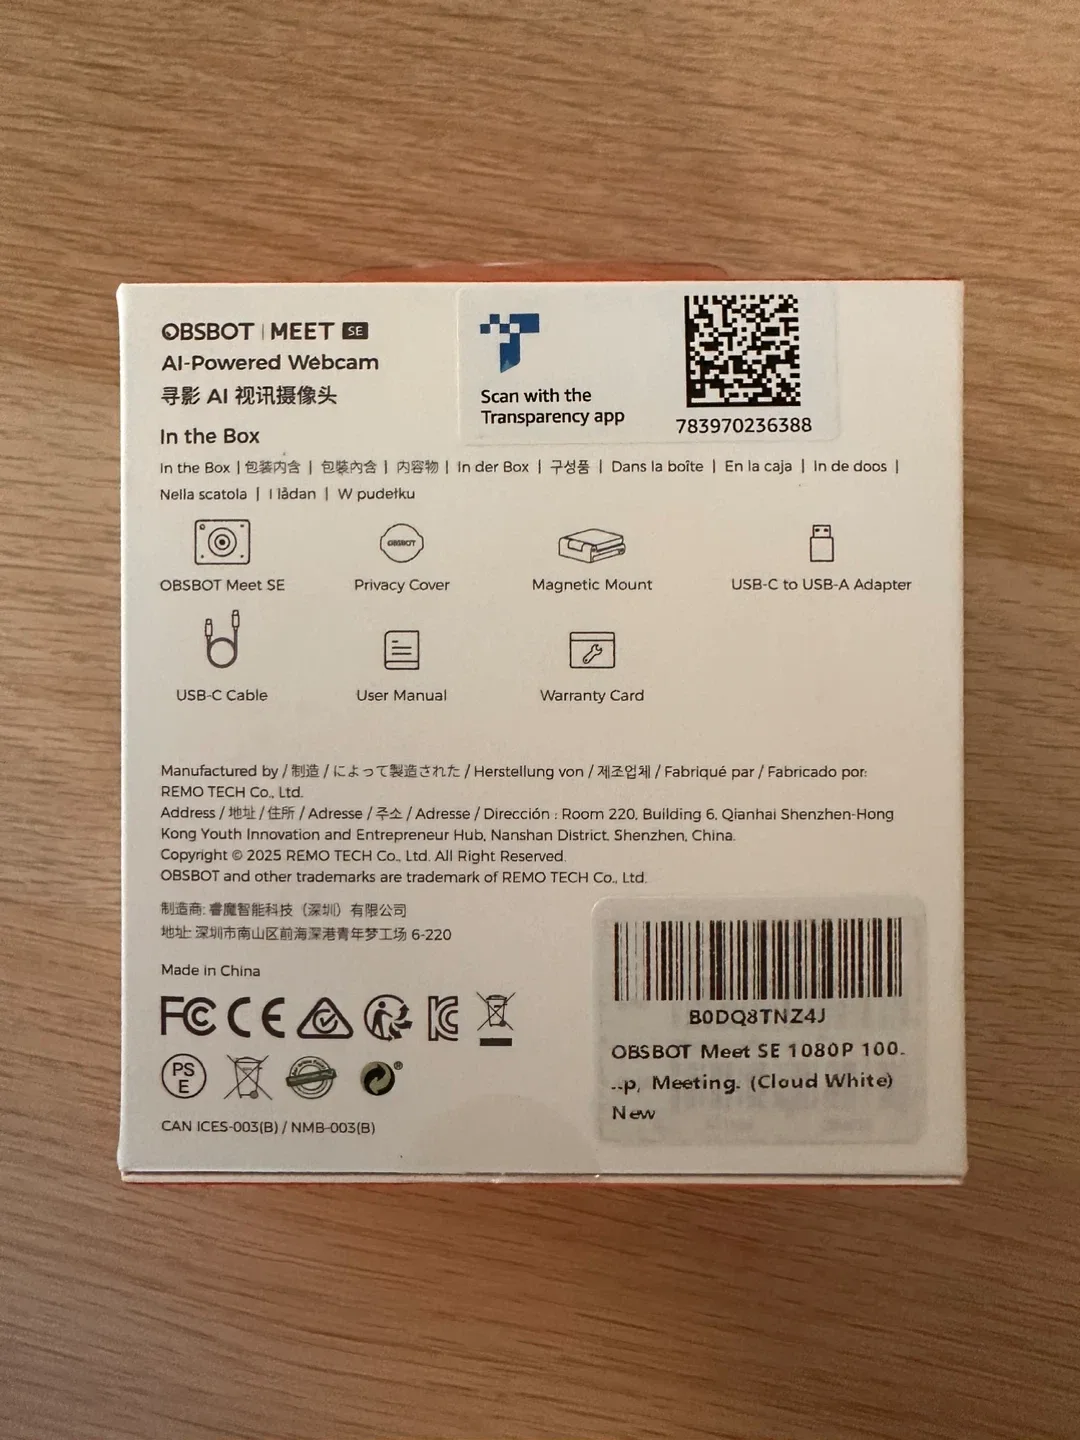 OBSBOT | MEET SE
AI-Powered Webcam
寻影 AI 视讯摄像头
Scan with the
Transparency app
783970236388
In the Box
In the Box | 包装内含 | 包裝內含 | 内容物 | In der Box | 구성품 | Dans la boîte | En la caja | In de doos |
Nella scatola | I lådan | W pudełku
OBSBOT
OBSBOT Meet SE
Privacy Cover
Magnetic Mount
USB-C to USB-A Adapter
USB-C Cable
User Manual
Warranty Card
Manufactured by / 制造 / によって製造された / Herstellung von / 제조업체 / Fabriqué par / Fabricado por:
REMO TECH Co., Ltd.
Address / 地址 / 住所 / Adresse / 주소 / Adresse / Dirección : Room 220, Building 6, Qianhai Shenzhen-Hong
Kong Youth Innovation and Entrepreneur Hub, Nanshan District, Shenzhen, China.
Copyright © 2025 REMO TECH Co., Ltd. All Right Reserved.
OBSBOT and other trademarks are trademark of REMO TECH Co., Ltd.
制造商: 睿魔智能科技（深圳）有限公司
地址: 深圳市南山区前海深港青年梦工场 6-220
Made in China
FC CE
PS
E
CAN ICES-003(B) / NMB-003(B)
B0DQ8TNZ4J
OBSBOT Meet SE 1080P 100.
..p, Meeting. (Cloud White)
New